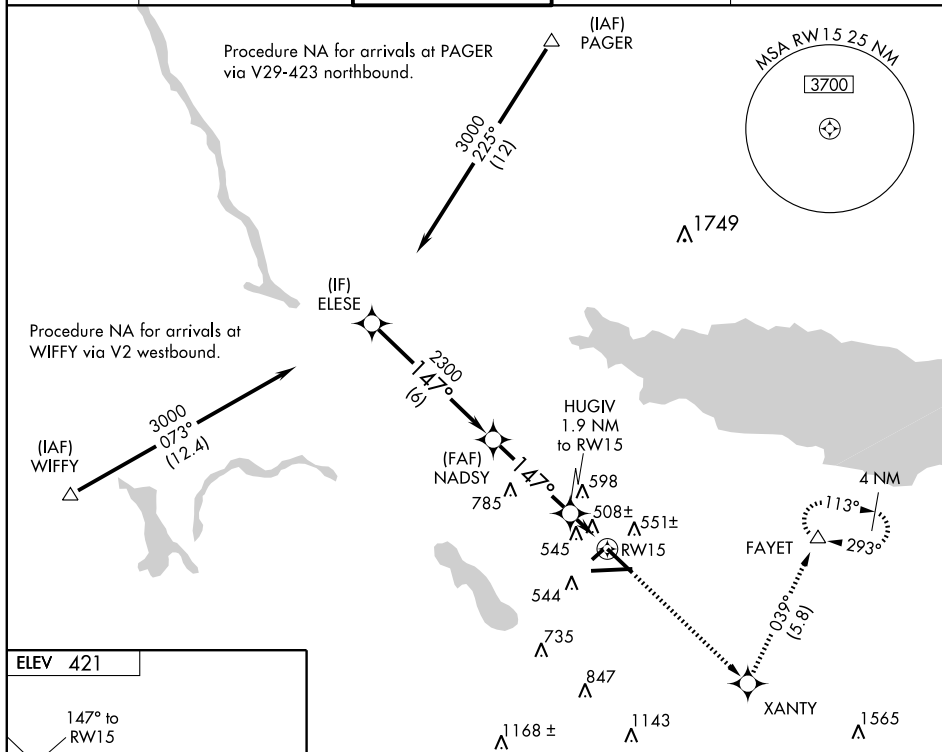 (IAF)
PAGER
Procedure NA for arrivals at PAGER
via V29-423 northbound.
MSA RW15 25 NM
3700
3000
225°
(12)
1749
(IF)
ELESE
Procedure NA for arrivals at
WIFFY via V2 westbound.
2300
147°
(6)
3000
073°
(12.4)
(IAF)
WIFFY
HUGIV
1.9 NM
to RW15
(FAF)
NADSY
147°
785
598
508±
551±
545
RW15
4 NM
113°
293°
FAYET
544
039°
(5.8)
735
847
XANTY
1168 ±
1143
1565
ELEV 421
147° to
RW15